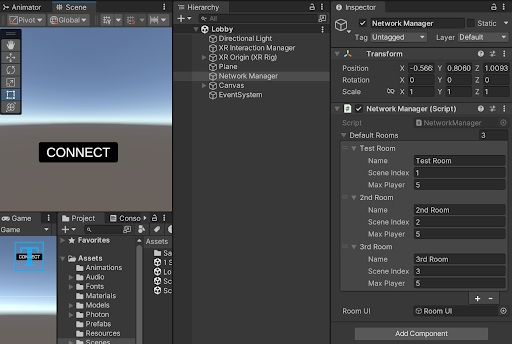 Animator Scene
Pivot Global
CONNECT
Game
Game
CONNECT
Project Conso
Favorites
Assets
Animations
Audio
Fonts
Materials
Models
Photon
Prefabs
Resources
Scenes
Assets
Sa
1 S
Lo
Sc
Sc
Hierarchy
All
Lobby
Directional Light
XR Interaction Manager
XR Origin (XR Rig)
Plane
Network Manager
Canvas
EventSystem
Inspector
Network Manager Static
Tag Untagged Layer Default
Transform
Position X -0.566 Y 0.8060 Z 1.0093
Rotation X 0 Y 0 Z 0
Scale X 1 Y 1 Z 1
Network Manager (Script)
Script NetworkManager
Default Rooms 3
Test Room
Name Test Room
Scene Index 1
Max Player 5
2nd Room
Name 2nd Room
Scene Index 2
Max Player 5
3rd Room
Name 3rd Room
Scene Index 3
Max Player 5
+ -
Room UI Room UI
Add Component